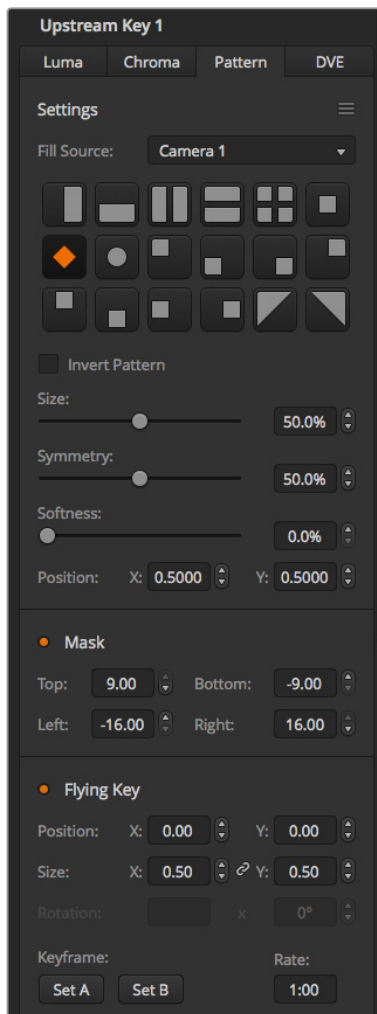 Upstream Key 1
Luma Chroma Pattern DVE
Settings
Fill Source: Camera 1
Invert Pattern
Size:
50.0%
Symmetry:
50.0%
Softness:
0.0%
Position: X: 0.5000 Y: 0.5000
Mask
Top: 9.00 Bottom: -9.00
Left: -16.00 Right: 16.00
Flying Key
Position: X: 0.00 Y: 0.00
Size: X: 0.50 Y: 0.50
Rotation: x 0°
Keyframe: Rate:
Set A Set B 1:00